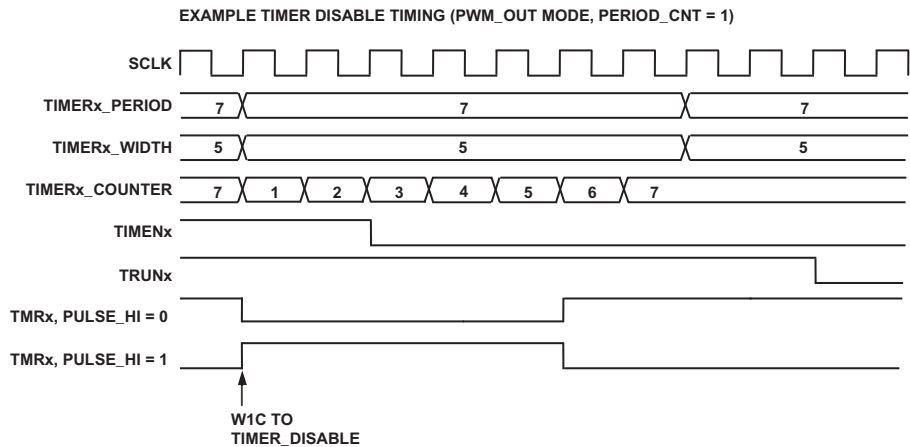 EXAMPLE TIMER DISABLE TIMING (PWM_OUT MODE, PERIOD_CNT = 1)
SCLK
TIMERx_PERIOD 7 7 7
TIMERx_WIDTH 5 5 5
TIMERx_COUNTER 7 1 2 3 4 5 6 7
TIMENx
TRUNx
TMRx, PULSE_HI = 0
TMRx, PULSE_HI = 1
W1C TO
TIMER_DISABLE